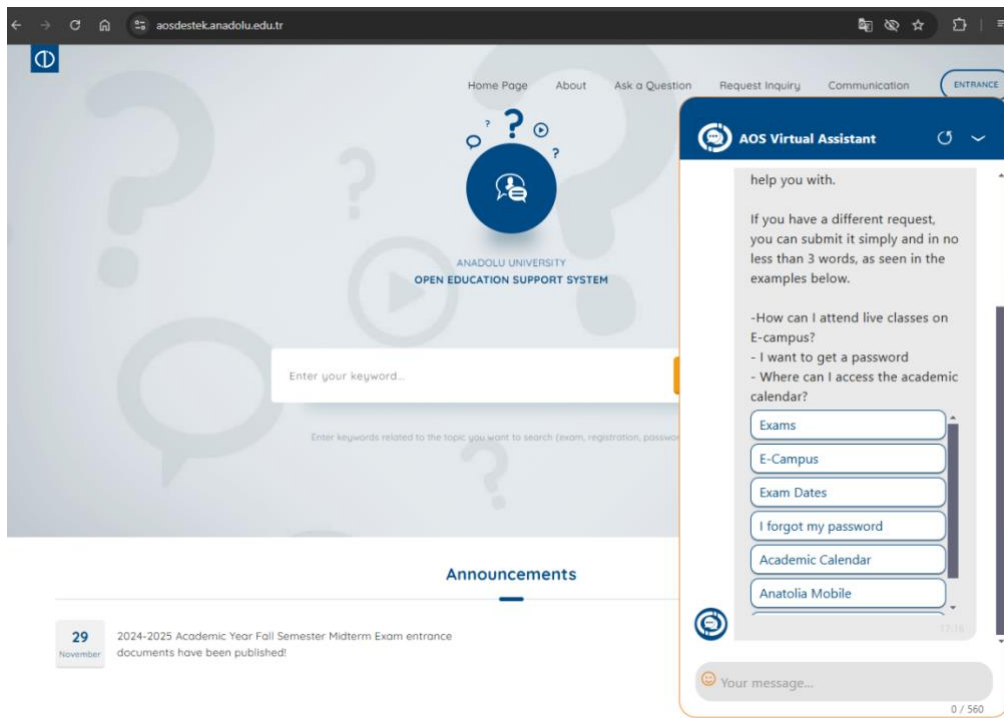 aosdestek.anadolu.edu.tr
Home Page About Ask a Question Request Inquiry Communication ENTRANCE
ANADOLU UNIVERSITY
OPEN EDUCATION SUPPORT SYSTEM
Enter your keyword...
Enter keywords related to the topic you want to search (exam, registration,
Announcements
29
November
2024-2025 Academic Year Fall Semester Midterm Exam entrance
documents have been published!
AOS Virtual Assistant
help you with.
If you have a different request,
you can submit it simply and in no
less than 3 words, as seen in the
examples below.
-How can I attend live classes on
E-campus?
- I want to get a password
- Where can I access the academic
calendar?
Exams
E-Campus
Exam Dates
I forgot my password
Academic Calendar
Anatolia Mobile
Your message...
0 / 560